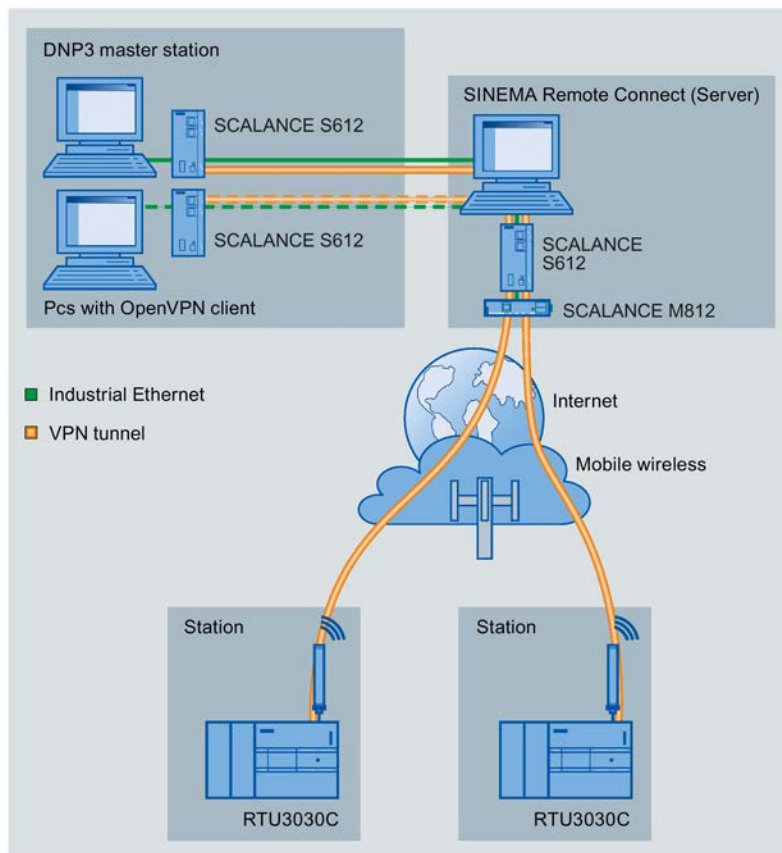 DNP3 master station
SCALANCE S612
SINEMA Remote Connect (Server)
SCALANCE S612
SCALANCE
S612
Pcs with OpenVPN client
SCALANCE M812
Industrial Ethernet
VPN tunnel
Internet
Mobile wireless
Station
Station
RTU3030C
RTU3030C